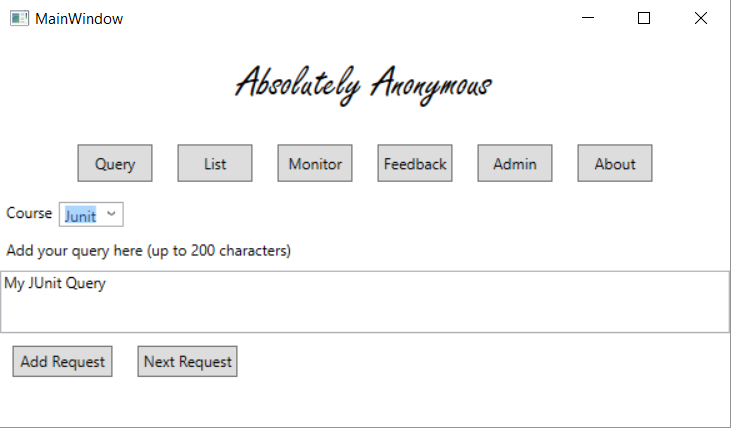 MainWindow
Absolutely Anonymous
Query List Monitor Feedback Admin About
Course Junit
Add your query here (up to 200 characters)
My JUnit Query
Add Request Next Request